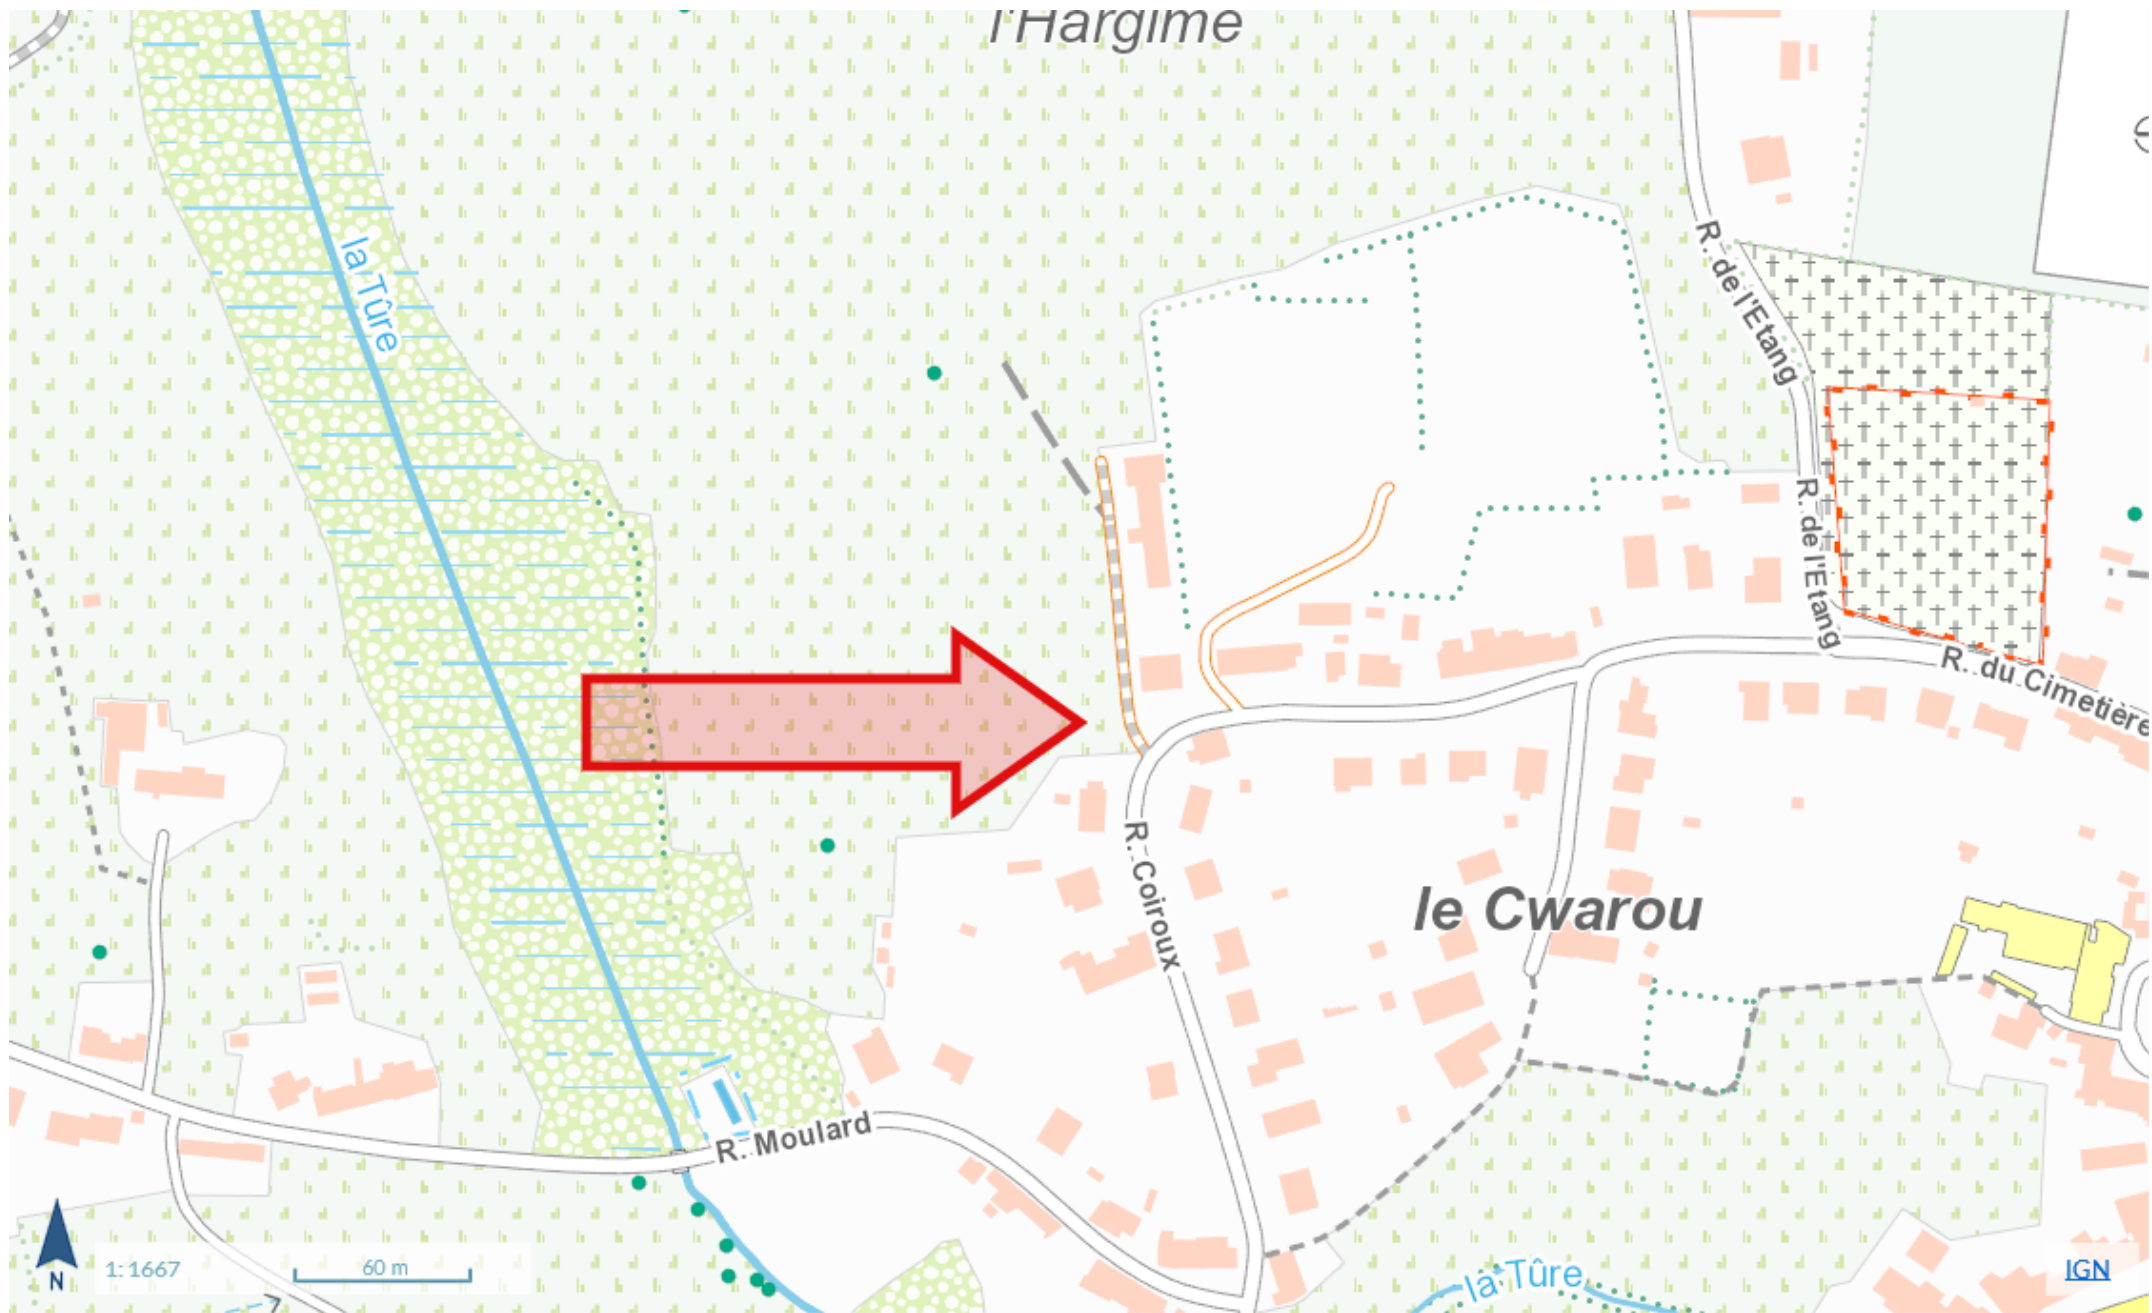 l'Hargime
la Tûre
R. de l'Etang
R. de l'Etang
R. du Cimetière
R. Coiroux
le Cwarou
R. Moulard
la Tûre
N
1: 1667
60 m
IGN